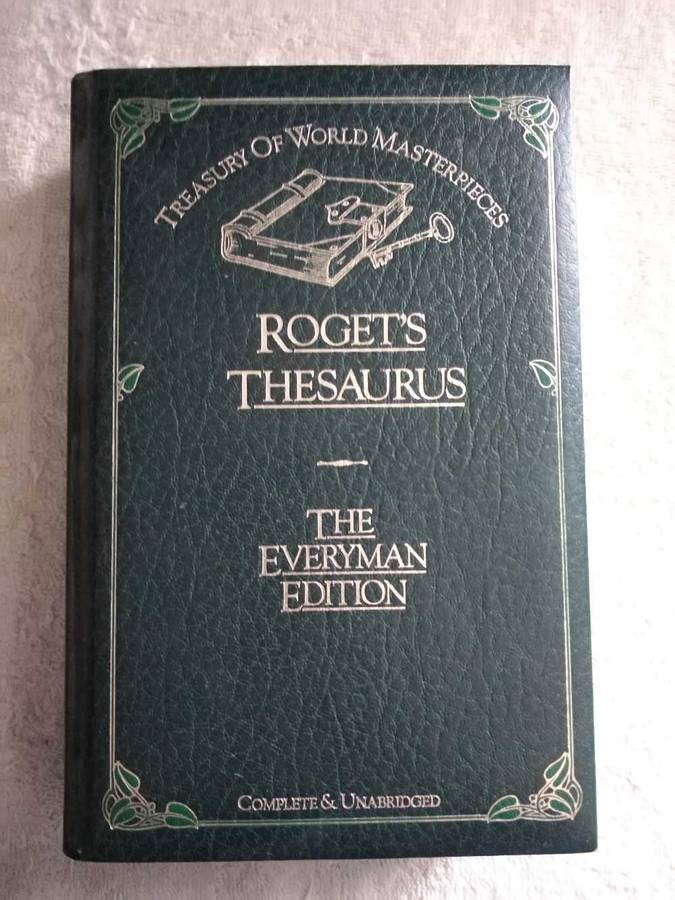 Treasury Of World Masterpieces
Roget's
Thesaurus
The
Everyman
Edition
Complete & Unabridged